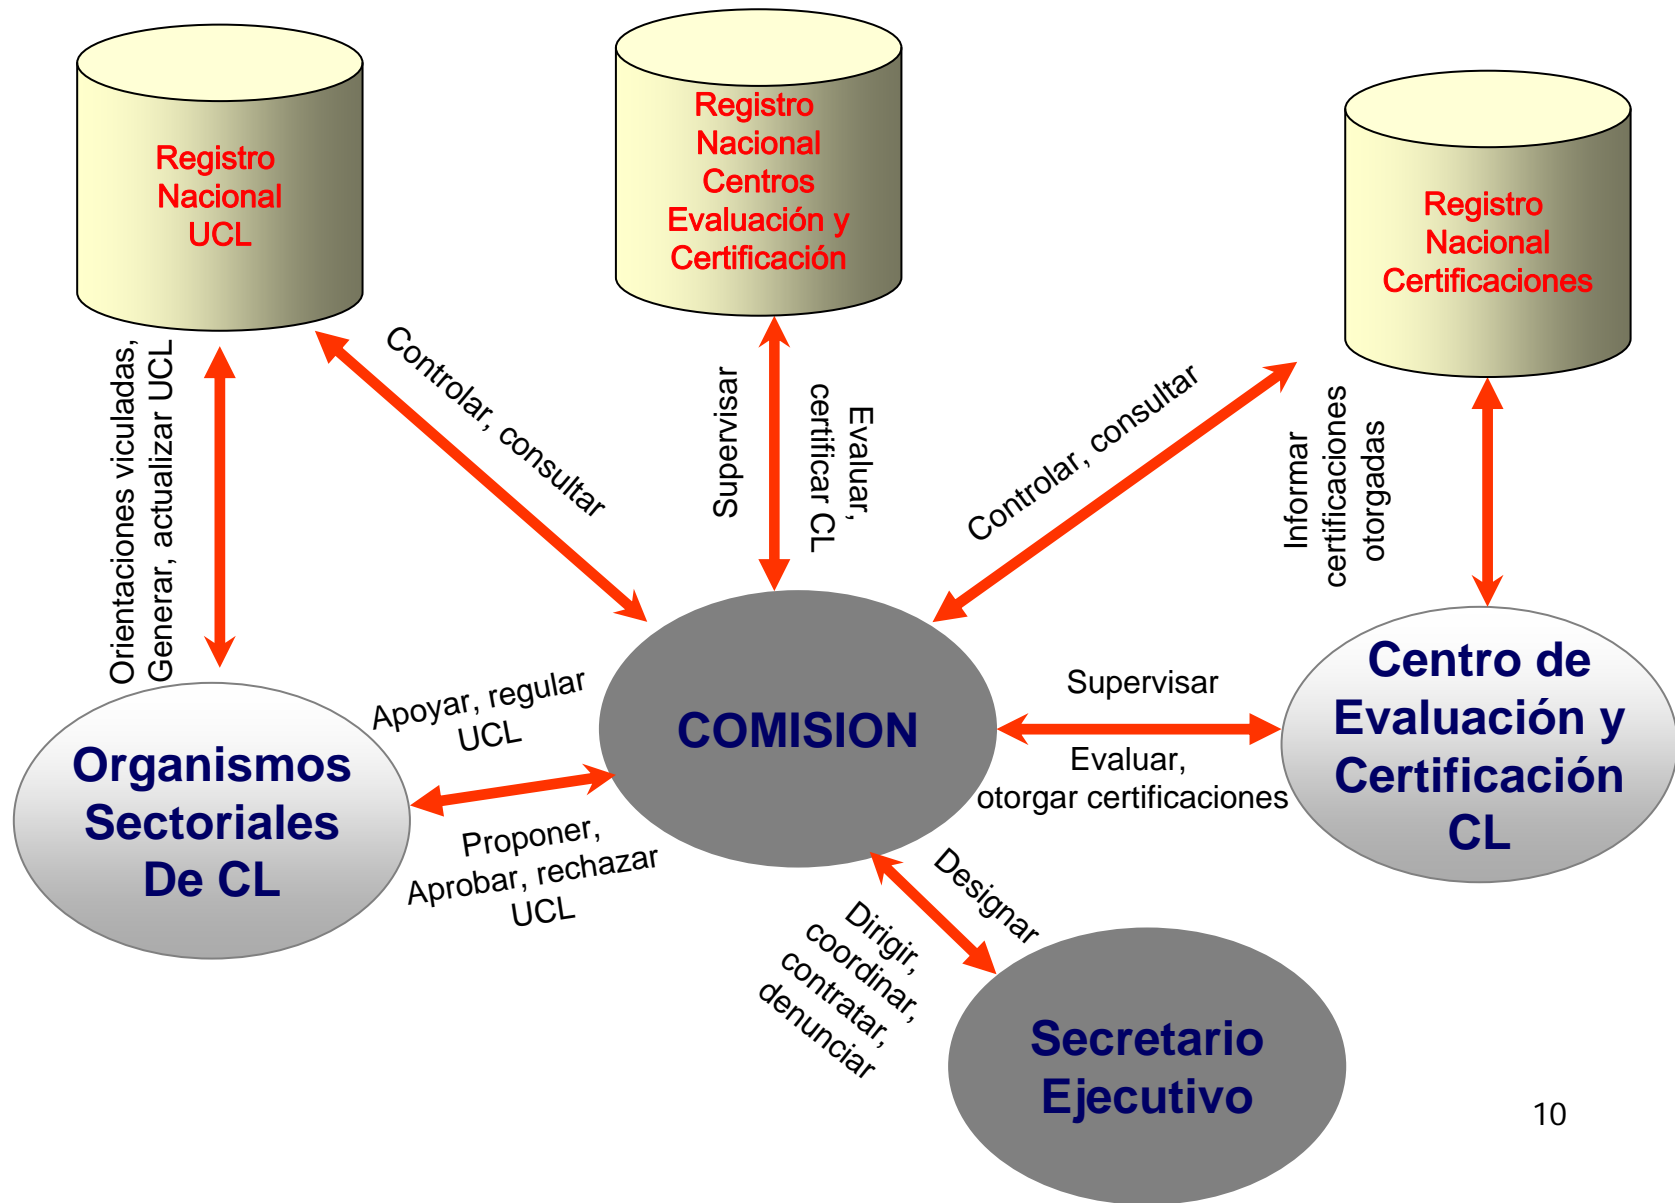 Registro
Nacional
UCL
Registro
Nacional
Centros
Evaluación y
Certificación
Registro
Nacional
Certificaciones
Orientaciones viculadas,
Generar, actualizar UCL
Controlar, consultar
Supervisar
Evaluar,
certificar CL
Controlar, consultar
Informar
certificaciones
otorgadas
Organismos
Sectoriales
De CL
Apoyar, regular
UCL
Proponer,
Aprobar, rechazar
UCL
COMISION
Supervisar
Evaluar,
otorgar certificaciones
Centro de
Evaluación y
Certificación
CL
Designar
Dirigir,
coordinar,
contratar,
denunciar
Secretario
Ejecutivo
10